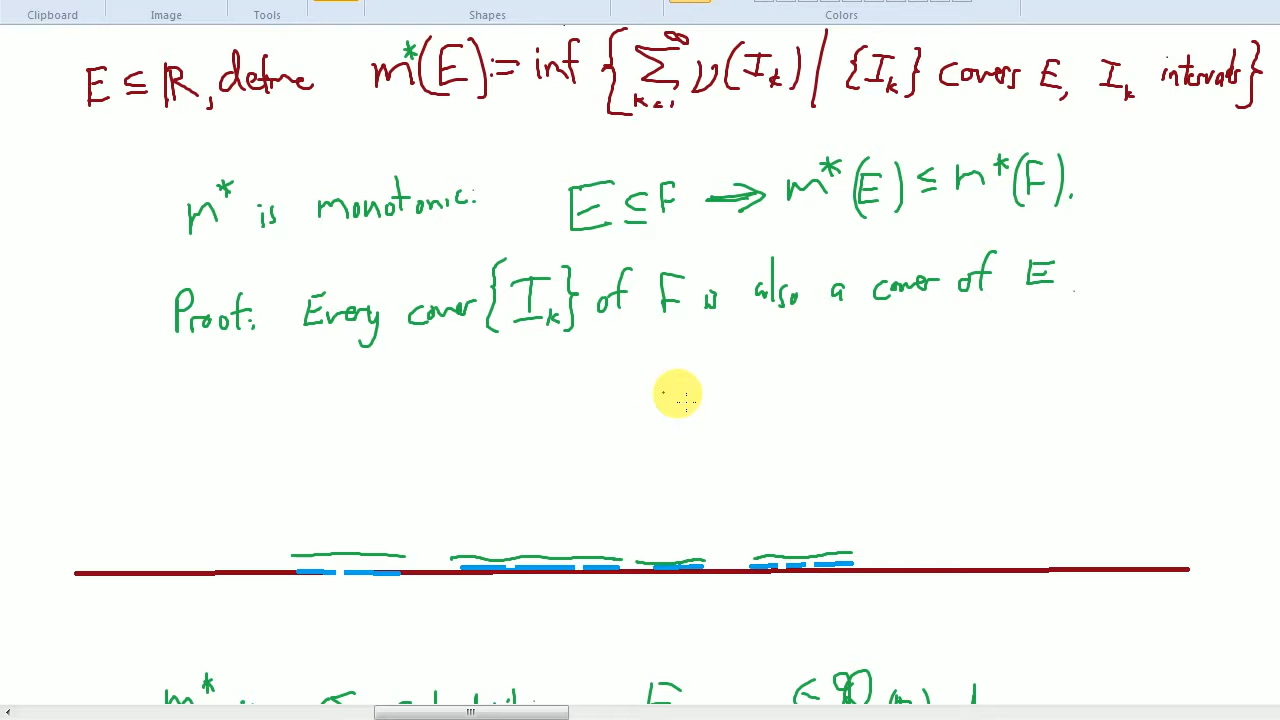 Clipboard Image Tools Shapes Colors
E ⊆ ℝ, define m*(E) := inf { ∑_{k=1}^∞ ν(I_k) | {I_k} covers E, I_k intervals}
m* is monotonic: E ⊆ F ⟹ m*(E) ≤ m*(F).
Proof: Every cover {I_k} of F is also a cover of E
m*